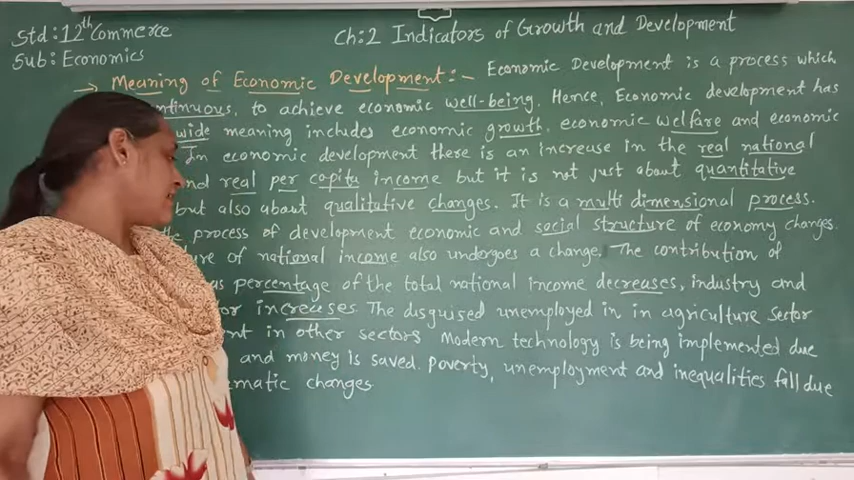 Std: 12th Commerce
Sub: Economics
Ch:2 Indicators of Growth and Development
→ Meaning of Economic Development :- Economic Development is a process which
continuous, to achieve economic well-being. Hence, Economic development has
wide meaning includes economic growth, economic welfare and economic
In economic development there is an increase in the real national
and real per capita income but it is not just about quantitative
but also about qualitative changes. It is a multi dimensional process.
process of development economic and social structure of economy changes.
of national income also undergoes a change. The contribution of
percentage of the total national income decreases, industry and
increases. The disguised unemployed in in agriculture sector
in other sectors Modern technology is being implemented due
and money is saved. Poverty, unemployment and inequalities fall due
changes